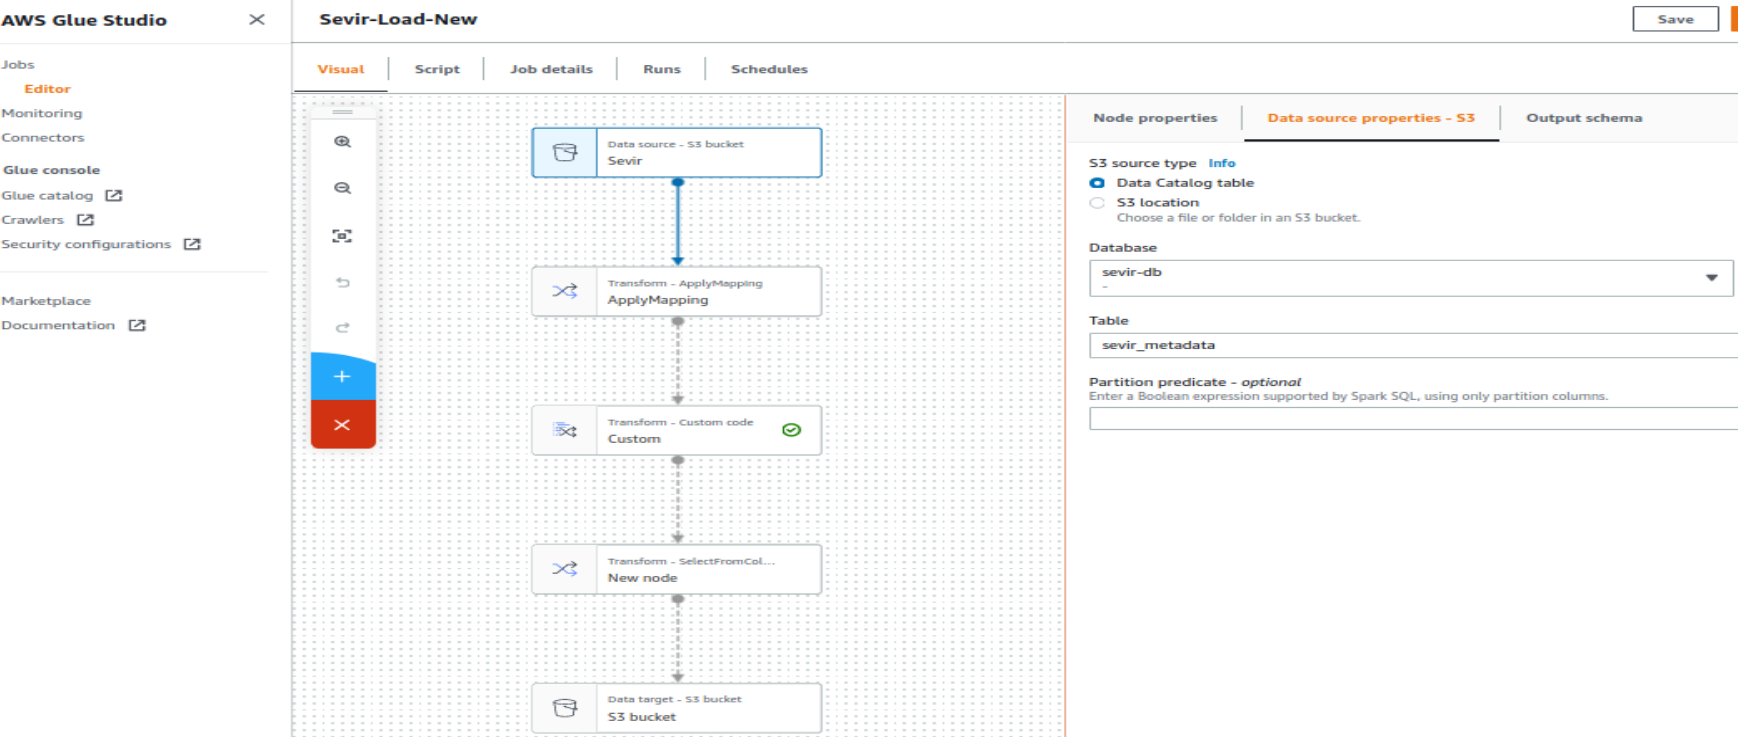 AWS Glue Studio
Jobs
Editor
Monitoring
Connectors
Glue console
Glue catalog
Crawlers
Security configurations
Marketplace
Documentation
Sevir-Load-New
Save
Visual
Script
Job details
Runs
Schedules
Data source - S3 bucket
Sevir
Transform - ApplyMapping
ApplyMapping
Transform - Custom code
Custom
Transform - SelectFromCol...
New node
Data target - S3 bucket
S3 bucket
Node properties
Data source properties - S3
Output schema
S3 source type Info
Data Catalog table
S3 location
Choose a file or folder in an S3 bucket.
Database
sevir-db
-
Table
sevir_metadata
Partition predicate - optional
Enter a Boolean expression supported by Spark SQL, using only partition columns.